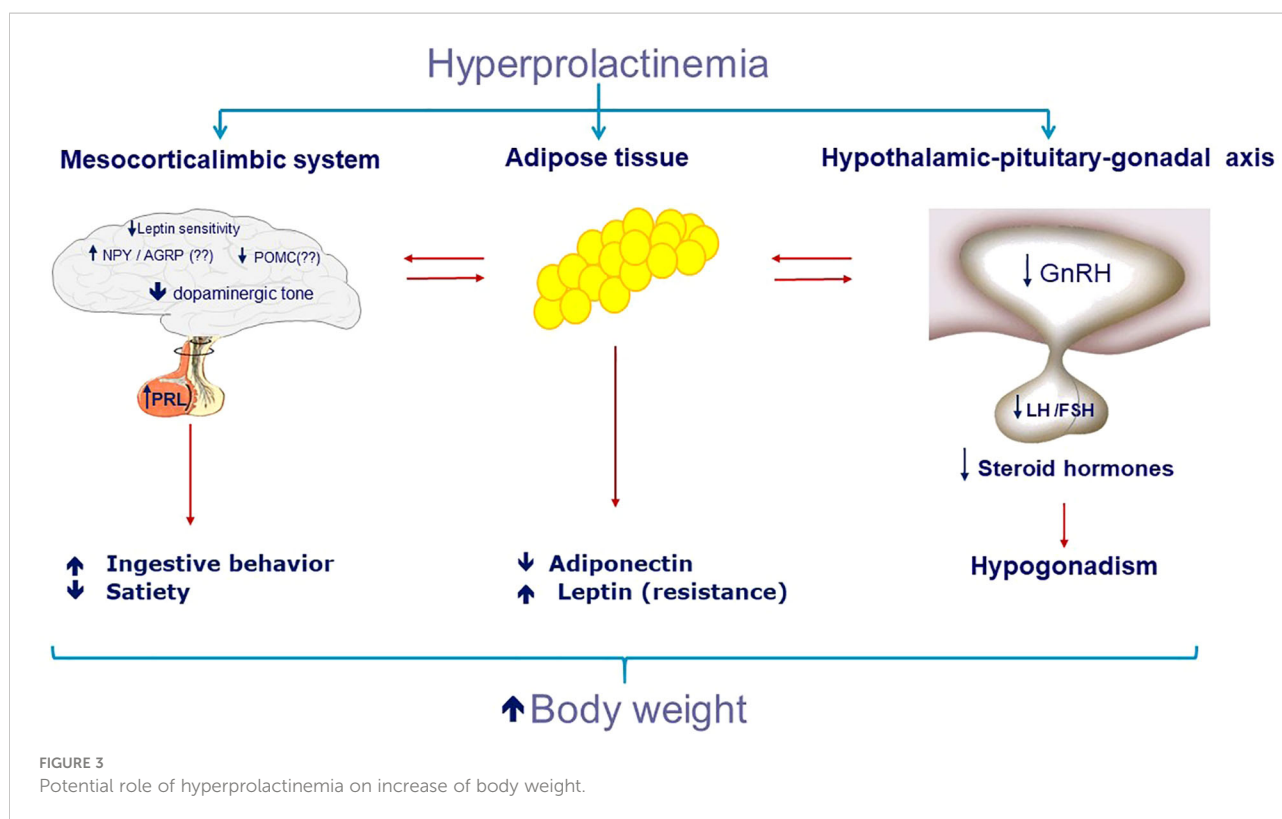 Hyperprolactinemia
Mesocorticalimbic system
Adipose tissue
Hypothalamic-pituitary-gonadal axis
↓Leptin sensitivity
↑ NPY / AGRP (??)
↓ POMC(??)
↓ dopaminergic tone
↑PRL
↓ GnRH
↓ LH /FSH
↓ Steroid hormones
↑ Ingestive behavior
↓ Satiety
↓ Adiponectin
↑ Leptin (resistance)
Hypogonadism
↑Body weight
FIGURE 3
Potential role of hyperprolactinemia on increase of body weight.